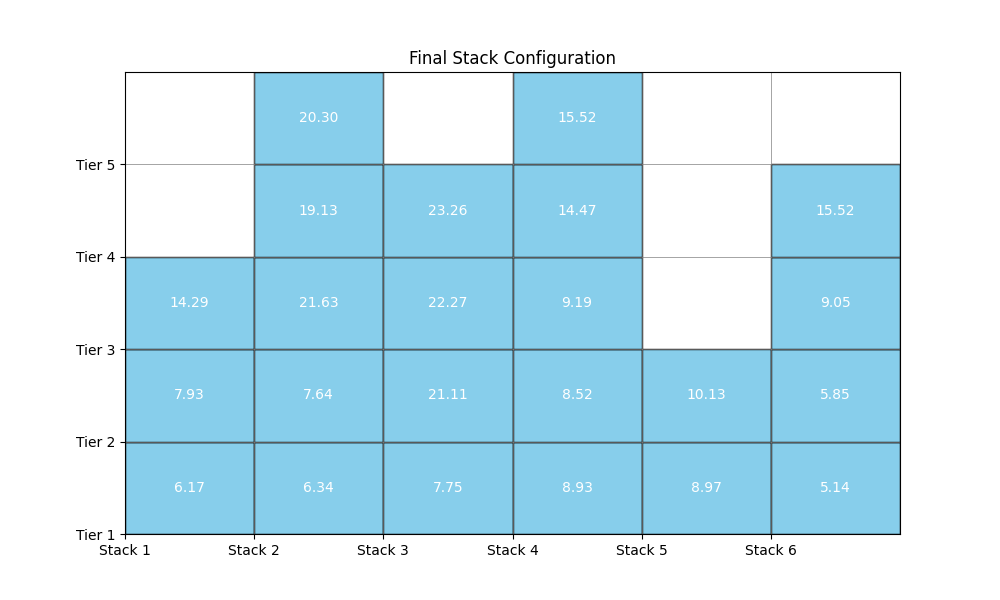 Final Stack Configuration
20.30 15.52
Tier 5
19.13 23.26 14.47 15.52
Tier 4
14.29 21.63 22.27 9.19 9.05
Tier 3
7.93 7.64 21.11 8.52 10.13 5.85
Tier 2
6.17 6.34 7.75 8.93 8.97 5.14
Tier 1
Stack 1 Stack 2 Stack 3 Stack 4 Stack 5 Stack 6